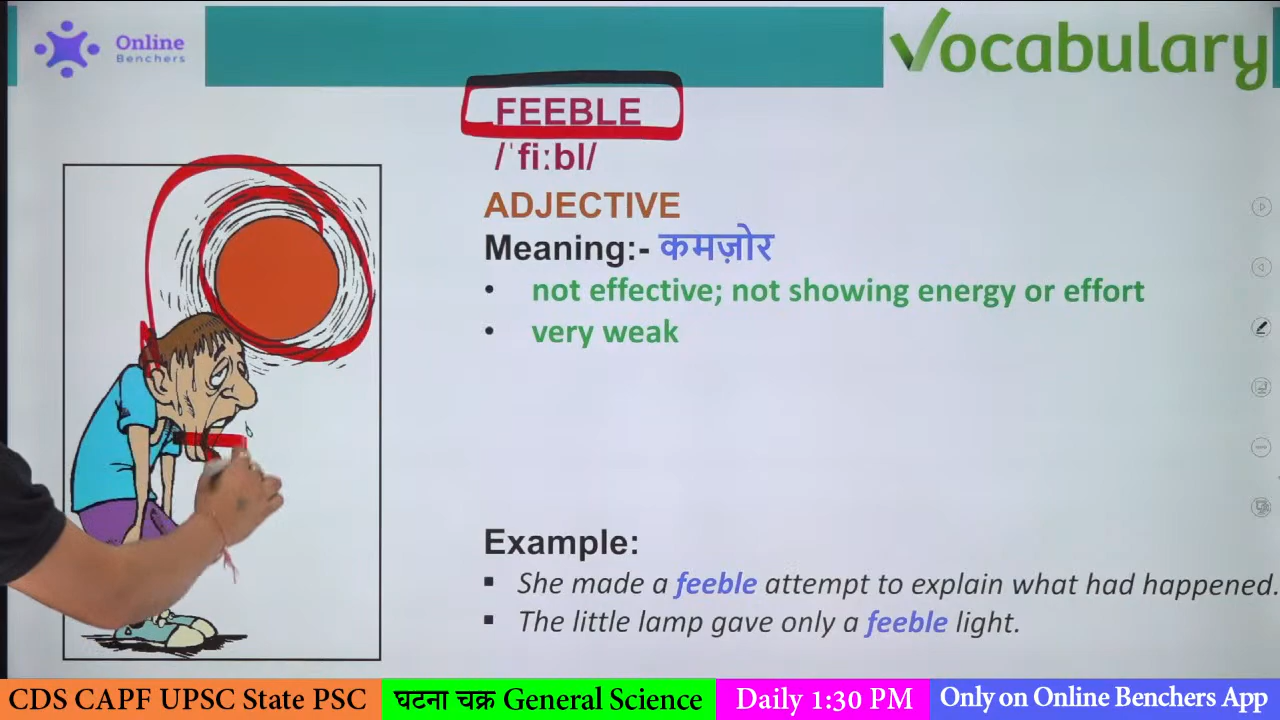 Online
Benchers
Vocabulary
FEEBLE
/ˈfiːbl/
ADJECTIVE
Meaning:- कमज़ोर
• not effective; not showing energy or effort
• very weak
Example:
▪ She made a feeble attempt to explain what had happened.
▪ The little lamp gave only a feeble light.
CDS CAPF UPSC State PSC
घटना चक्र General Science
Daily 1:30 PM
Only on Online Benchers App